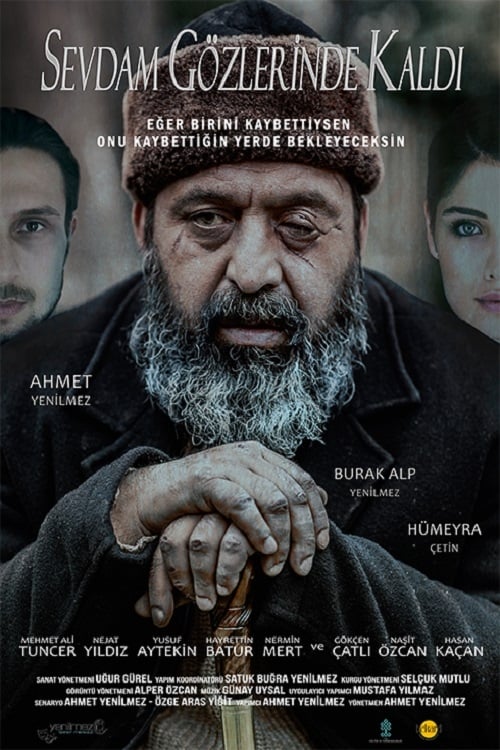 SEVDAM GÖZLERİNDE KALDI
EĞER BİRİNİ KAYBETTİYSEN
ONU KAYBETTİĞİN YERDE BEKLEYECEKSİN
AHMET
YENİLMEZ
BURAK ALP
YENİLMEZ
HÜMEYRA
ÇETİN
MEHMET ALİ TUNCER NEJAT YILDIZ YUSUF AYTEKİN HAYRETTİN BATUR NERMİN MERT ve GÖKÇEN ÇATLI NAŞİT ÖZCAN HASAN KAÇAN
SANAT YÖNETMENİ UĞUR GÜREL YAPIM KOORDİNATÖRÜ SATUK BUĞRA YENİLMEZ KURGU YÖNETMENİ SELÇUK MUTLU
GÖRÜNTÜ YÖNETMENİ ALPER ÖZCAN MÜZİK GÜNAY UYSAL UYGULAYICI YAPIMCI MUSTAFA YILMAZ
SENARYO AHMET YENİLMEZ - ÖZGE ARAS YİĞİT YAPIMCI AHMET YENİLMEZ YÖNETMEN AHMET YENİLMEZ
yenilmez